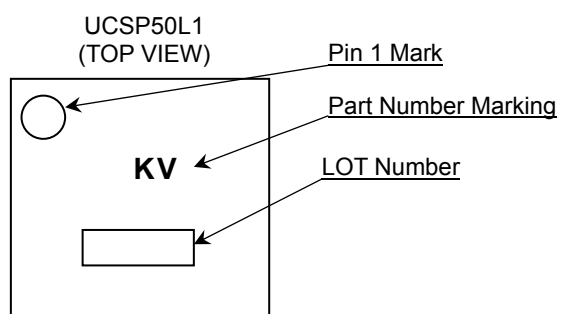 UCSP50L1
(TOP VIEW)
Pin 1 Mark
Part Number Marking
KV
LOT Number